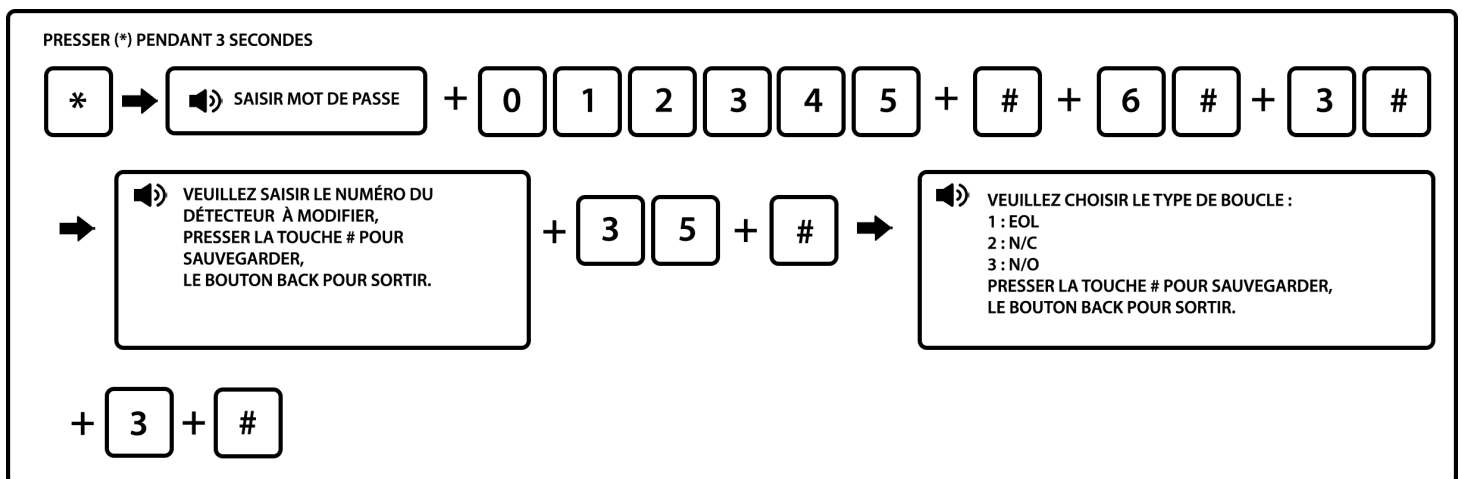 PRESSER (*) PENDANT 3 SECONDES
* SAISIR MOT DE PASSE + 0 1 2 3 4 5 + # + 6 # + 3 #
VEUILLEZ SAISIR LE NUMÉRO DU
DÉTECTEUR À MODIFIER,
PRESSER LA TOUCHE # POUR
SAUVEGARDER,
LE BOUTON BACK POUR SORTIR.
+ 3 5 + #
VEUILLEZ CHOISIR LE TYPE DE BOUCLE :
1 : EOL
2 : N/C
3 : N/O
PRESSER LA TOUCHE # POUR SAUVEGARDER,
LE BOUTON BACK POUR SORTIR.
+ 3 + #